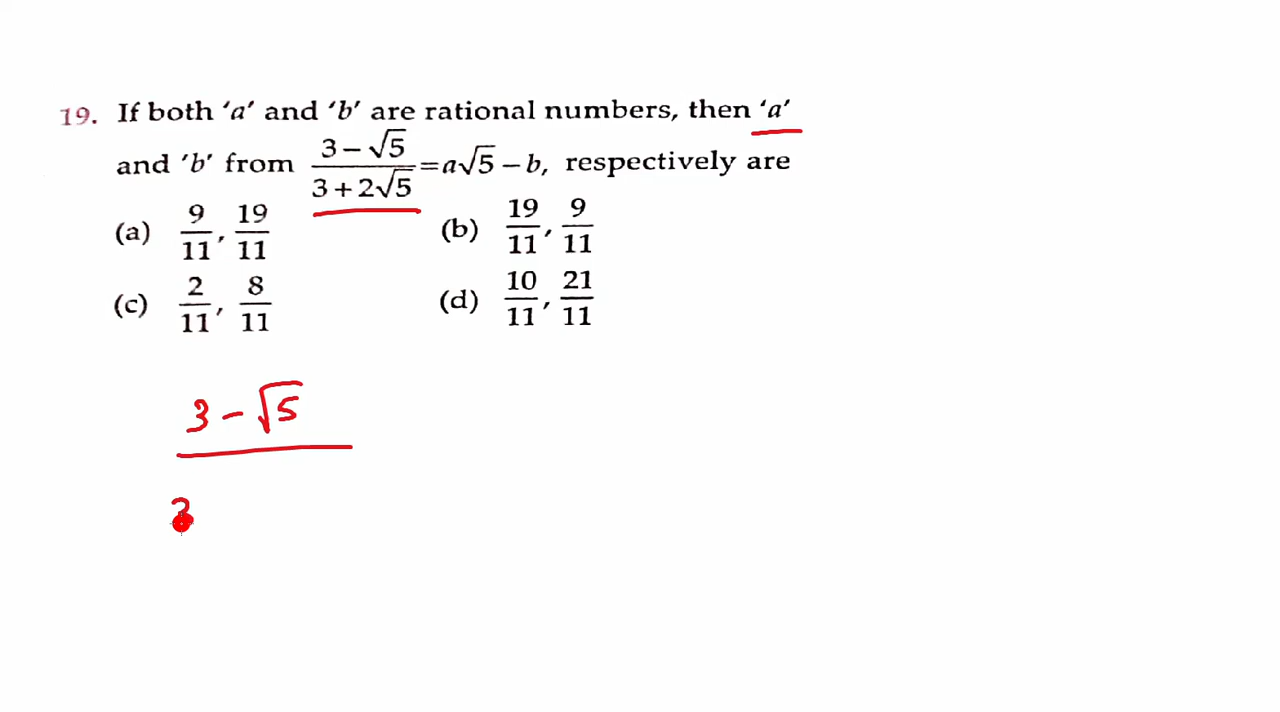 19. If both 'a' and 'b' are rational numbers, then 'a'
and 'b' from (3 − √5)/(3 + 2√5) = a√5 − b, respectively are
(a) 9/11, 19/11 (b) 19/11, 9/11
(c) 2/11, 8/11 (d) 10/11, 21/11
3 − √5
3